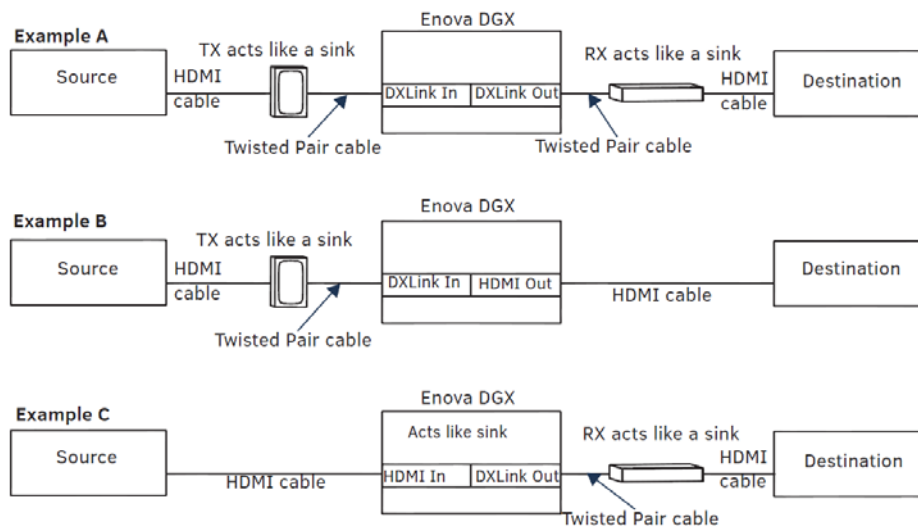 Enova DGX
Example A
TX acts like a sink
RX acts like a sink
Source
HDMI
cable
DXLink In
DXLink Out
HDMI
cable
Destination
Twisted Pair cable
Twisted Pair cable
Enova DGX
Example B
TX acts like a sink
Source
HDMI
cable
DXLink In
HDMI Out
HDMI cable
Destination
Twisted Pair cable
Enova DGX
Example C
Acts like sink
RX acts like a sink
Source
HDMI cable
HDMI In
DXLink Out
HDMI
cable
Destination
Twisted Pair cable